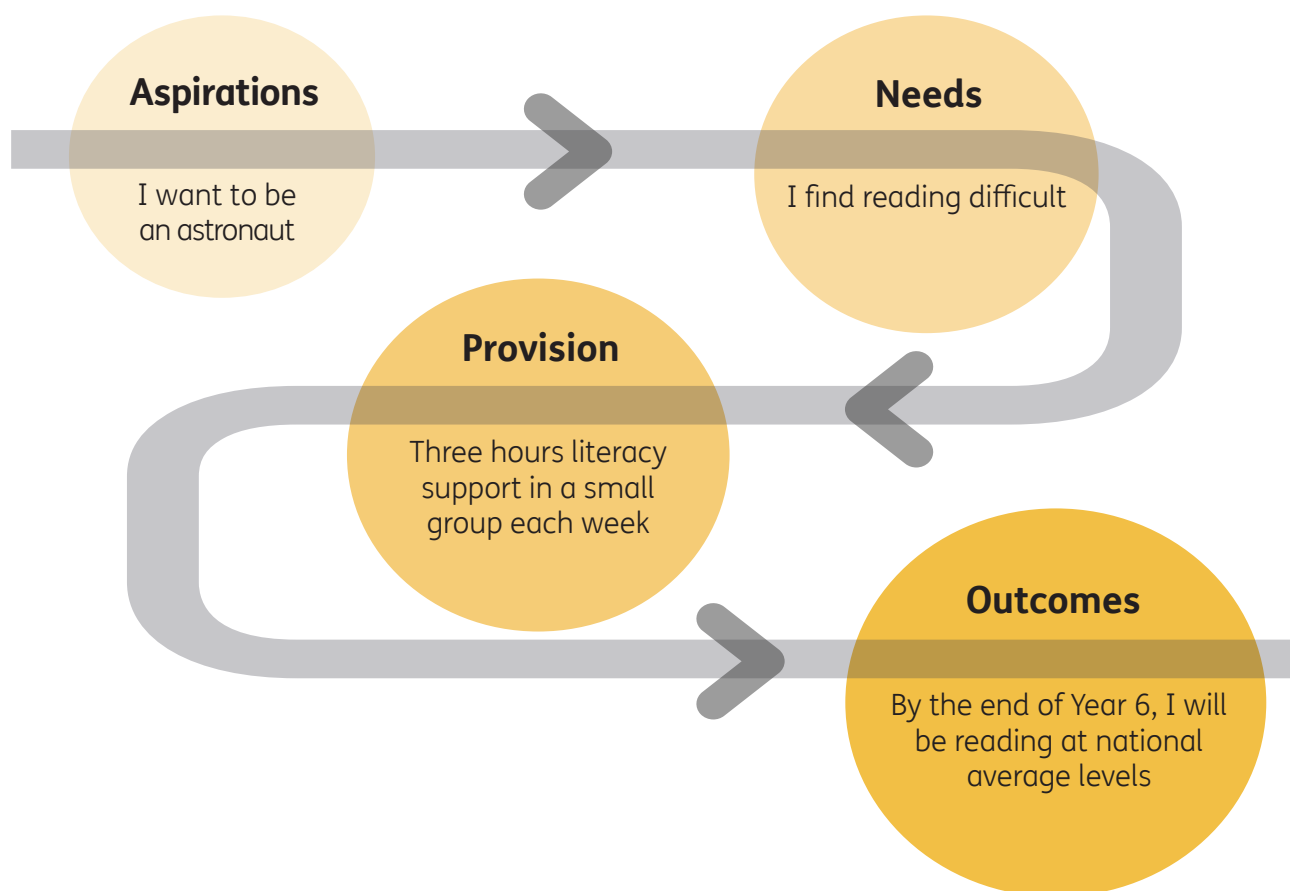 Aspirations
I want to be
an astronaut
Needs
I find reading difficult
Provision
Three hours literacy
support in a small
group each week
Outcomes
By the end of Year 6, I will
be reading at national
average levels